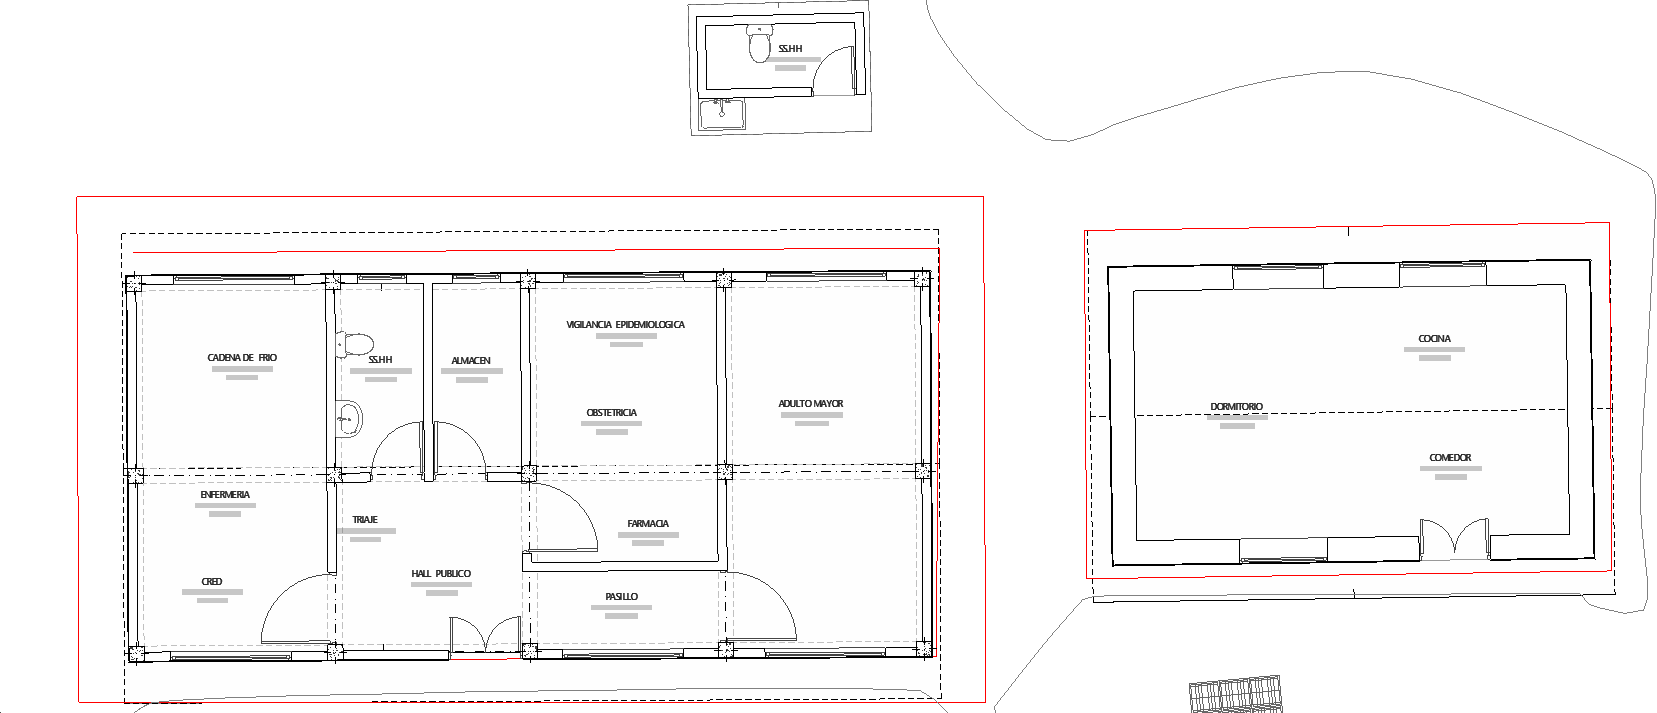 SS.HH
VIGILANCIA EPIDEMIOLOGICA
CADENA DE FRIO
SS.HH
ALMACEN
COCINA
OBSTETRICIA
ADULTO MAYOR
DORMITORIO
COMEDOR
ENFERMERIA
TRIAJE
FARMACIA
HALL PUBLICO
CRED
PASILLO